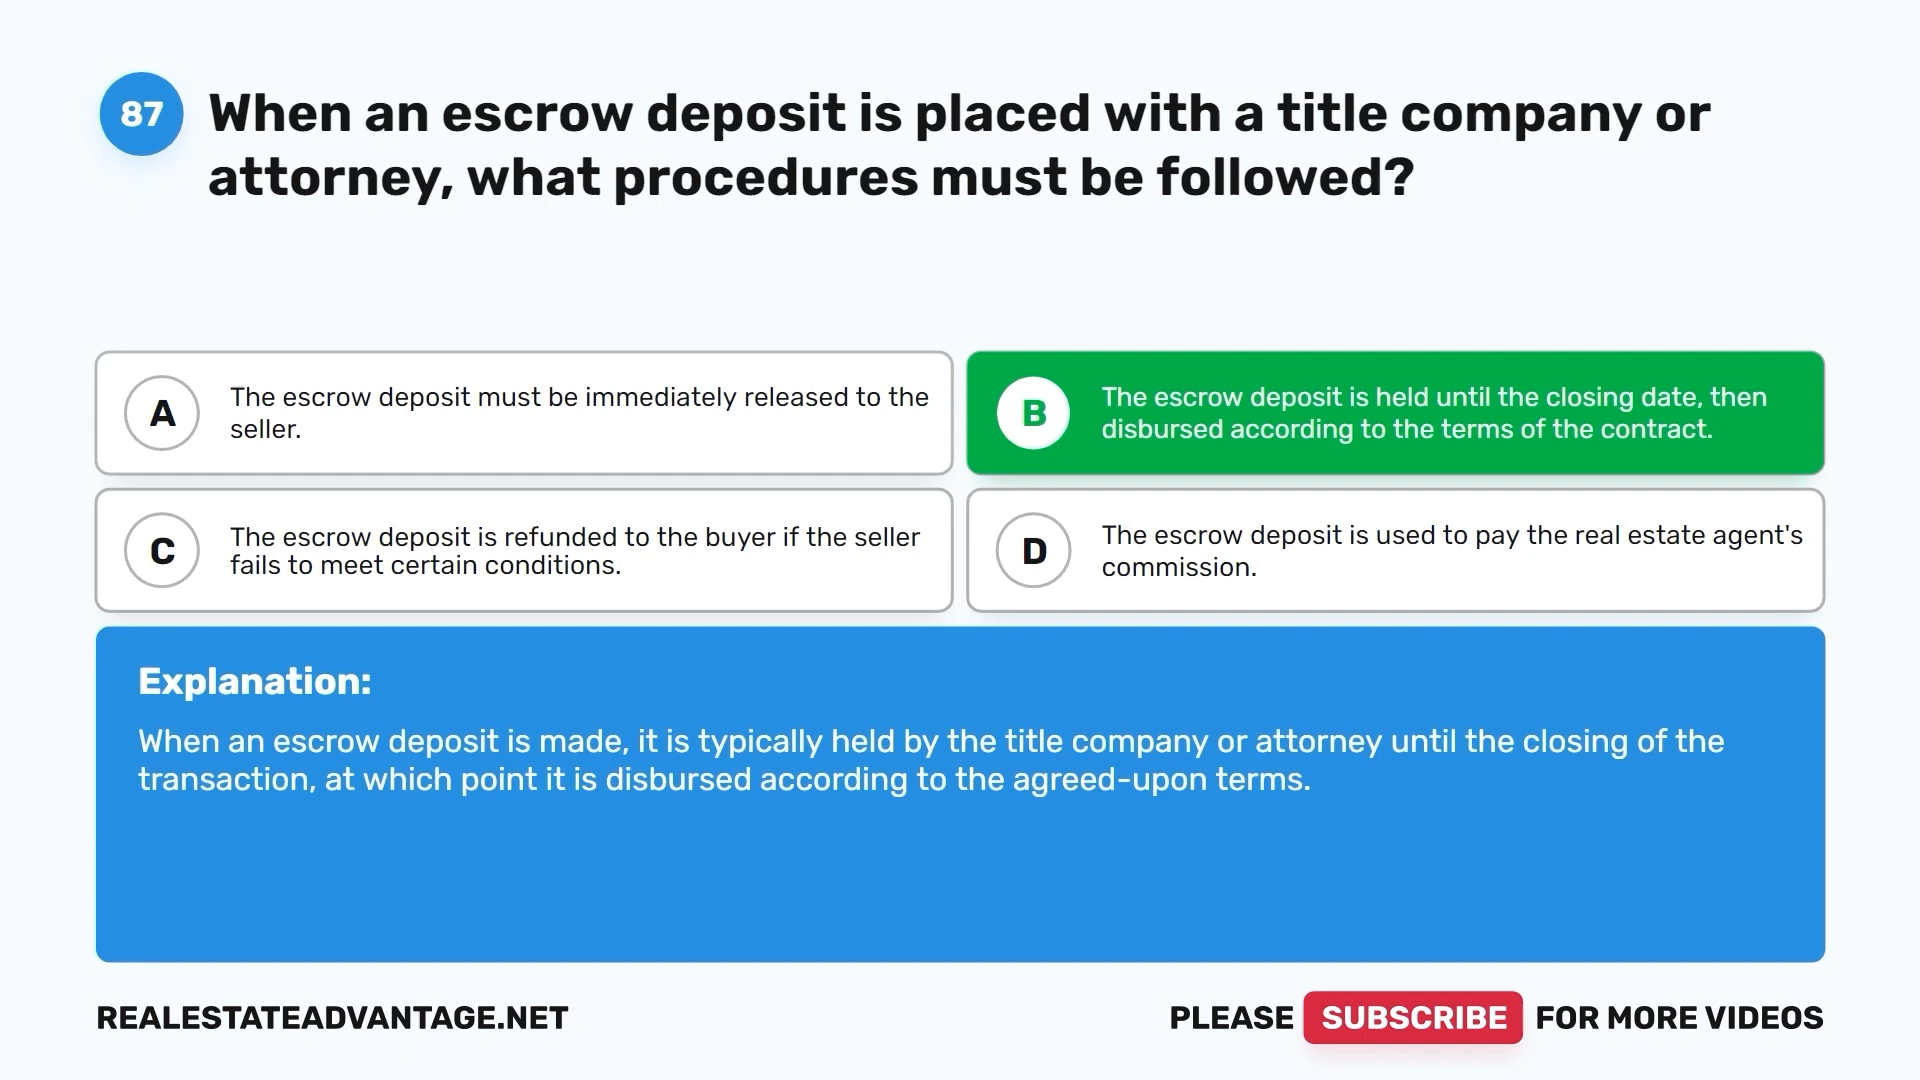 87
When an escrow deposit is placed with a title company or
attorney, what procedures must be followed?
A
The escrow deposit must be immediately released to the
seller.
B
The escrow deposit is held until the closing date, then
disbursed according to the terms of the contract.
C
The escrow deposit is refunded to the buyer if the seller
fails to meet certain conditions.
D
The escrow deposit is used to pay the real estate agent's
commission.
Explanation:
When an escrow deposit is made, it is typically held by the title company or attorney until the closing of the
transaction, at which point it is disbursed according to the agreed-upon terms.
REALESTATEADVANTAGE.NET
PLEASE SUBSCRIBE FOR MORE VIDEOS